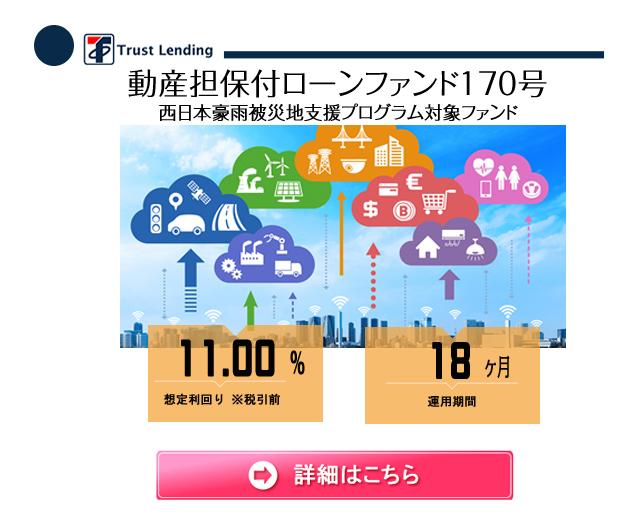 Trust Lending
動産担保付ローンファンド170号
西日本豪雨被災地支援プログラム対象ファンド
$
€
B
11.00 %
想定利回り ※税引前
18 ヶ月
運用期間
詳細はこちら